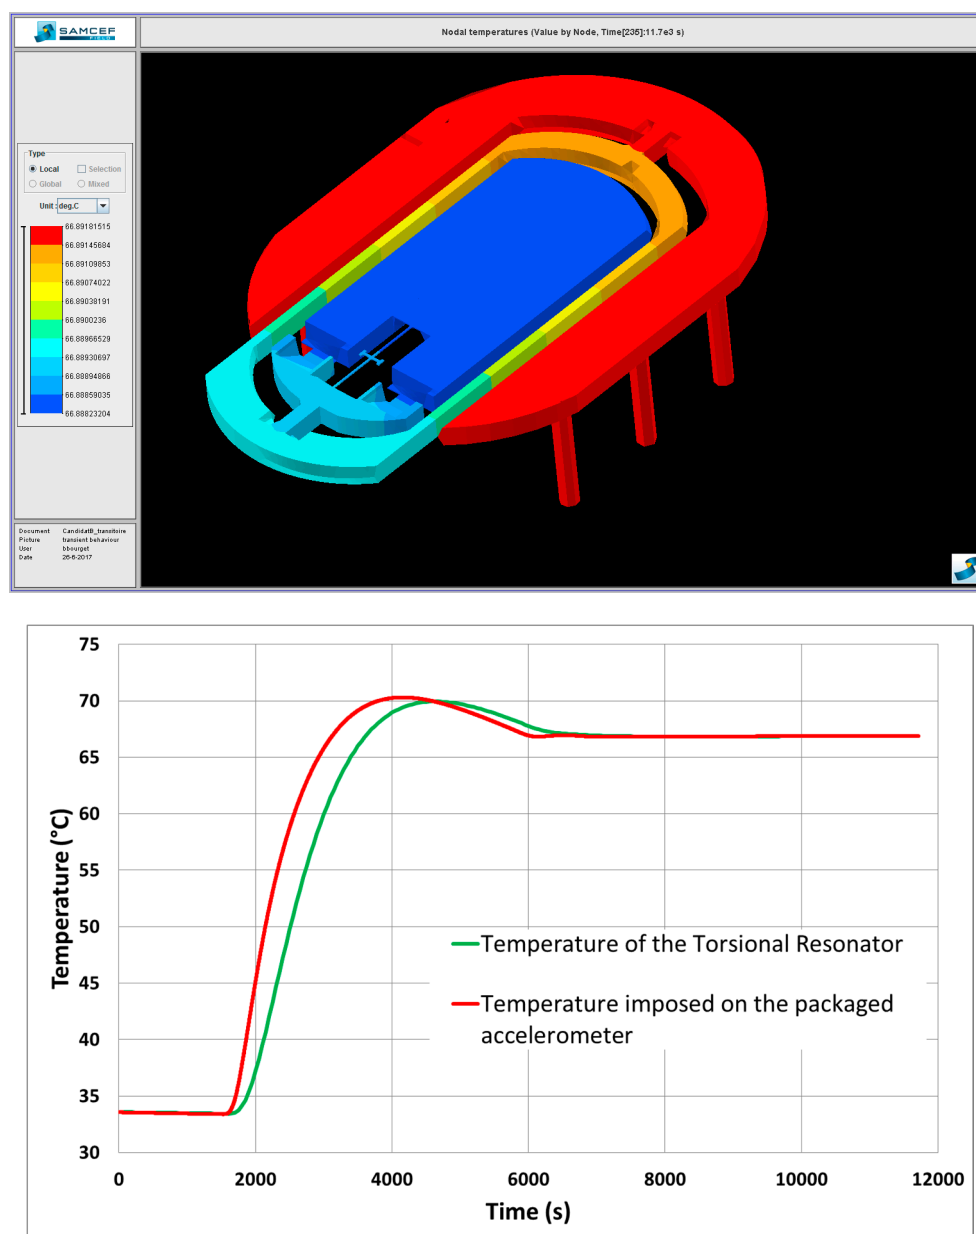 SAMCEF
FIELD
Nodal temperatures (Value by Node, Time[235]:11.7e3 s)
Type
Local Selection
Global Mixed
Unit : deg.C
66.89181515
66.89145684
66.89109853
66.89074022
66.89038191
66.8900236
66.88966529
66.88930697
66.88894866
66.88859035
66.88823204
Document CandidatB_transitoire
Picture transient behaviour
User bbourget
Date 26-6-2017
75
70
65
60
55
50
45
40
35
30
Temperature (°C)
Temperature of the Torsional Resonator
Temperature imposed on the packaged
accelerometer
0 2000 4000 6000 8000 10000 12000
Time (s)